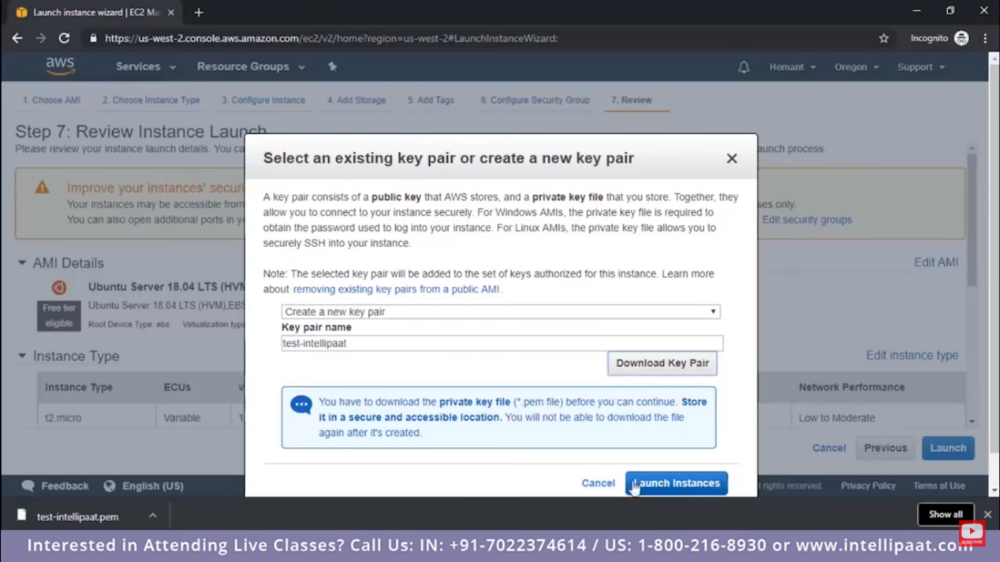 Launch instance wizard | EC2 Ma
https://us-west-2.console.aws.amazon.com/ec2/v2/home?region=us-west-2#LaunchInstanceWizard:
Incognito
aws Services Resource Groups Hemant Oregon Support
1. Choose AMI 2. Choose Instance Type 3. Configure Instance 4. Add Storage 5. Add Tags 6. Configure Security Group 7. Review
Step 7: Review Instance Launch
Please review your instance launch details. You ca
aunch process.
Improve your instances' securi
Your instances may be accessible from
You can also open additional ports in y
ses only.
Edit security groups
AMI Details
Edit AMI
Ubuntu Server 18.04 LTS (HVM
Free tier
eligible
Ubuntu Server 18.04 LTS (HVM),EBS
Root Device Type: ebs Virtualization type
Instance Type
Edit instance type
Instance Type ECUs v Network Performance
t2.micro Variable 1 Low to Moderate
Cancel Previous Launch
Select an existing key pair or create a new key pair
A key pair consists of a public key that AWS stores, and a private key file that you store. Together, they
allow you to connect to your instance securely. For Windows AMIs, the private key file is required to
obtain the password used to log into your instance. For Linux AMIs, the private key file allows you to
securely SSH into your instance.
Note: The selected key pair will be added to the set of keys authorized for this instance. Learn more
about removing existing key pairs from a public AMI.
Create a new key pair
Key pair name
test-intellipaat
Download Key Pair
You have to download the private key file (*.pem file) before you can continue. Store
it in a secure and accessible location. You will not be able to download the file
again after it's created.
Cancel Launch Instances
Feedback English (US) rights reserved. Privacy Policy Terms of Use
test-intellipaat.pem
Show all
SUBSCRIBE
Interested in Attending Live Classes? Call Us: IN: +91-7022374614 / US: 1-800-216-8930 or www.intellipaat.com